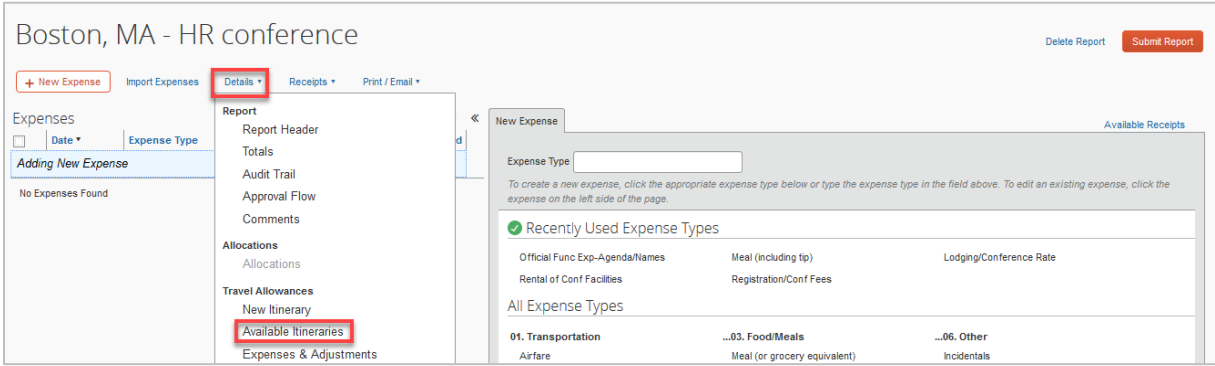 Boston, MA - HR conference
Delete Report
Submit Report
+ New Expense
Import Expenses
Details ▾
Receipts ▾
Print / Email ▾
Expenses
Date ▾
Expense Type
d
Adding New Expense
No Expenses Found
Report
Report Header
Totals
Audit Trail
Approval Flow
Comments
Allocations
Allocations
Travel Allowances
New Itinerary
Available Itineraries
Expenses & Adjustments
«
New Expense
Available Receipts
Expense Type
To create a new expense, click the appropriate expense type below or type the expense type in the field above. To edit an existing expense, click the
expense on the left side of the page.
Recently Used Expense Types
Official Func Exp-Agenda/Names
Meal (including tip)
Lodging/Conference Rate
Rental of Conf Facilities
Registration/Conf Fees
All Expense Types
01. Transportation
...03. Food/Meals
...06. Other
Airfare
Meal (or grocery equivalent)
Incidentals